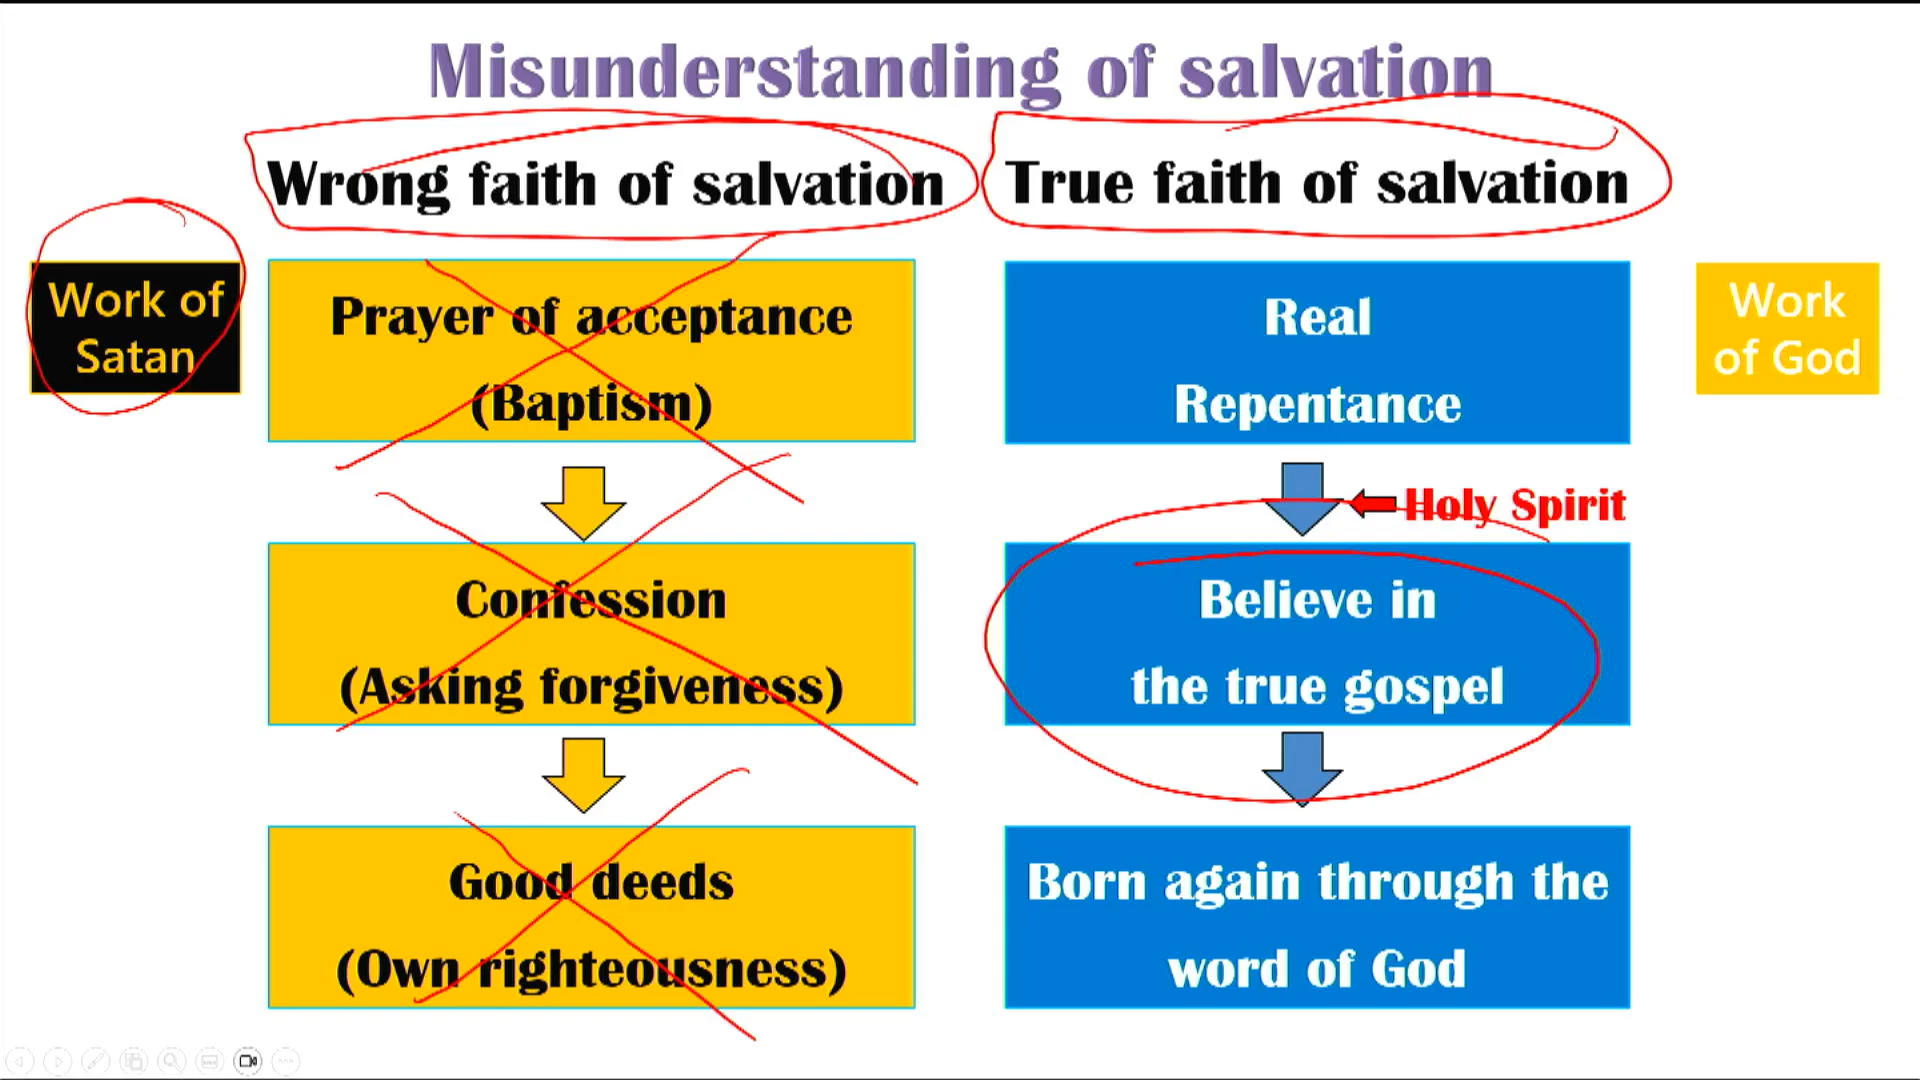 Misunderstanding of salvation
Wrong faith of salvation
True faith of salvation
Work of
Satan
Prayer of acceptance
(Baptism)
Real
Repentance
Work
of God
Holy Spirit
Confession
(Asking forgiveness)
Believe in
the true gospel
Good deeds
(Own righteousness)
Born again through the
word of God